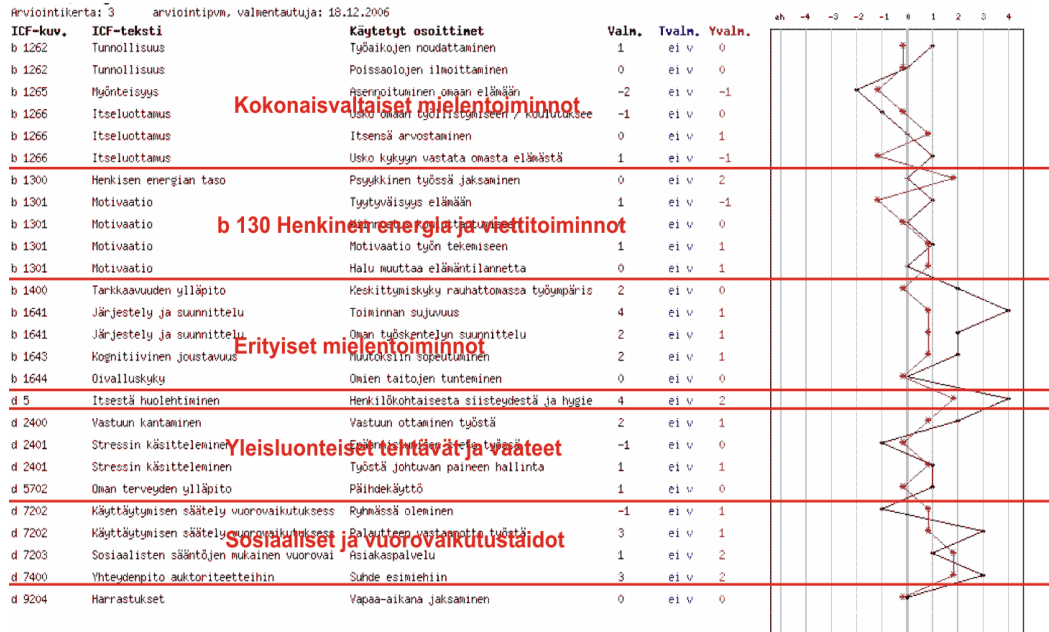 Arviointikerta: 3 arviointipvm, valmentautuja: 18.12.2006
eh -4 -3 -2 -1 0 1 2 3 4
ICF-kuv. ICF-teksti Käytetyt osoittimet Valm. Tvalm. Yvalm.
b 1262 Tunnollisuus Työaikojen noudattaminen 1 ei v 0
b 1262 Tunnollisuus Poissaolojen ilmoittaminen 0 ei v 0
b 1265 Myönteisyys Asennoituminen omaan elämään -2 ei v -1
Kokonaisvaltaiset mielentoiminnot
b 1266 Itseluottamus Usko omaan työllistymiseen / koulutuksee -1 ei v 0
b 1266 Itseluottamus Itsensä arvostaminen 0 ei v 1
b 1266 Itseluottamus Usko kykyyn vastata omasta elämästä 1 ei v -1
b 1300 Henkisen energian taso Psyykkinen työssä jaksaminen 0 ei v 2
b 1301 Motivaatio Tyytyväisyys elämään 1 ei v -1
b 130 Henkinen energia ja viettitoiminnot
b 1301 Motivaatio 0 ei v 0
b 1301 Motivaatio Motivaatio työn tekemiseen 1 ei v 1
b 1301 Motivaatio Halu muuttaa elämäntilannetta 0 ei v 1
b 1400 Tarkkaavuuden ylläpito Keskittymiskyky rauhattomassa työympäris 2 ei v 0
b 1641 Järjestely ja suunnittelu Toiminnan sujuvuus 4 ei v 1
b 1641 Järjestely ja suunnittelu Oman työskentelyn suunnittelu 2 ei v 1
Erityiset mielentoiminnot
b 1643 Kognitiivinen joustavuus Muutoksiin sopeutuminen 2 ei v 1
b 1644 Oivalluskyky Omien taitojen tunteminen 0 ei v 0
d 5 Itsestä huolehtiminen Henkilökohtaisesta siisteydestä ja hygie 4 ei v 2
d 2400 Vastuun kantaminen Vastuun ottaminen työstä 2 ei v 1
Yleisluonteiset tehtävät ja vaateet
d 2401 Stressin käsitteleminen -1 ei v 0
d 2401 Stressin käsitteleminen Työstä johtuvan paineen hallinta 1 ei v 1
d 5702 Oman terveyden ylläpito Päihdekäyttö 1 ei v 0
d 7202 Käyttäytymisen säätely vuorovaikutuksess Ryhmässä oleminen -1 ei v 1
d 7202 Käyttäytymisen säätely vuorovaikutuksess Palautteen vastaanotto työstä 3 ei v 1
Sosiaaliset ja vuorovaikutustaidot
d 7203 Sosiaalisten sääntöjen mukainen vuorovai Asiakaspalvelu 1 ei v 2
d 7400 Yhteydenpito auktoriteetteihin Suhde esimiehiin 3 ei v 2
d 9204 Harrastukset Vapaa-aikana jaksaminen 0 ei v 0